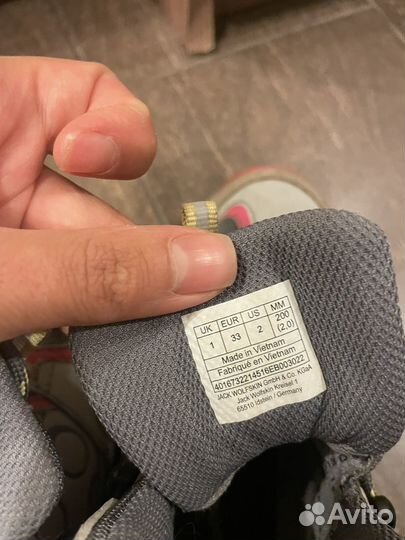 UK EUR US MM
1 33 2 200 (2.0)
Made in Vietnam
Fabriqué en Vietnam
4016732214516EB003022
JACK WOLFSKIN GmbH & Co. KGaA
Jack Wolfskin Kreisel 1
65510 Idstein / Germany
Avito